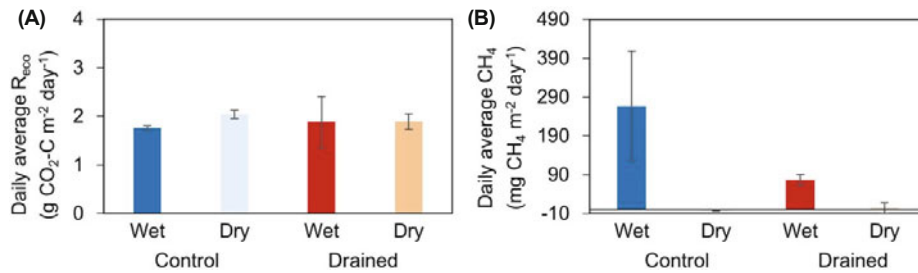 (A)
Daily average R_eco
(g CO₂-C m⁻² day⁻¹)
4
3
2
1
0
Wet Dry Wet Dry
Control Drained
(B)
Daily average CH₄
(mg CH₄ m⁻² day⁻¹)
490
390
290
190
90
-10
Wet Dry Wet Dry
Control Drained